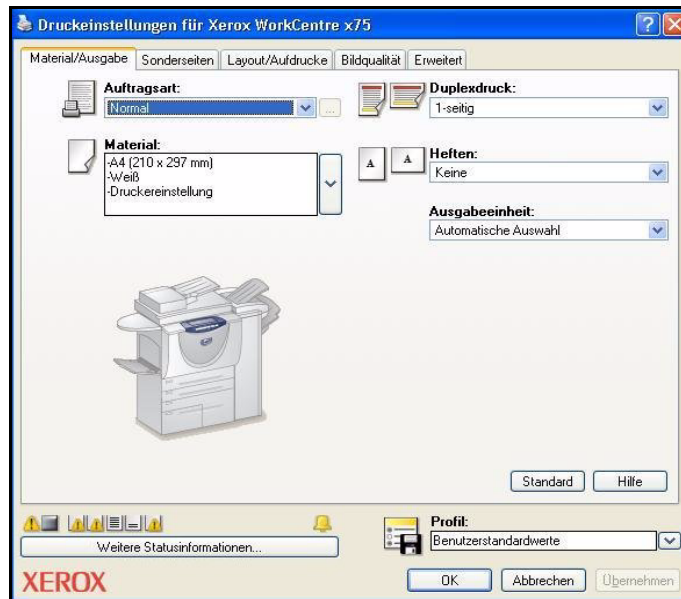 Druckeinstellungen für Xerox WorkCentre x75
Material/Ausgabe Sonderseiten Layout/Aufdrucke Bildqualität Erweitert
Auftragsart:
Normal
...
Material:
-A4 (210 x 297 mm)
-Weiß
-Druckereinstellung
Duplexdruck:
1-seitig
A A
Heften:
Keine
Ausgabeeinheit:
Automatische Auswahl
Standard Hilfe
Weitere Statusinformationen...
Profil:
Benutzerstandardwerte
XEROX
OK Abbrechen Übernehmen